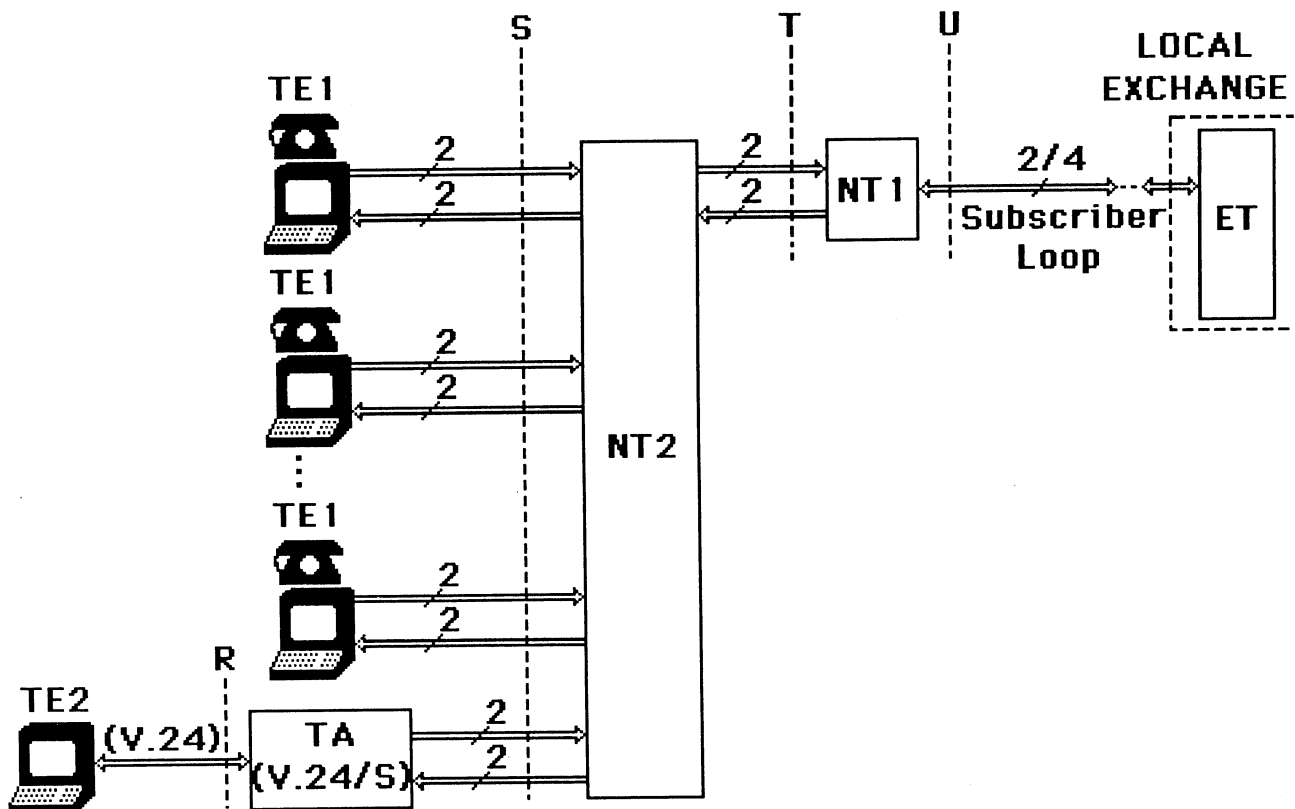 S
T
U
LOCAL
EXCHANGE
TE1
2
2
2
2
NT1
2/4
Subscriber
Loop
ET
TE1
2
2
NT2
TE1
2
2
R
TE2
(V.24)
TA
(V.24/S)
2
2